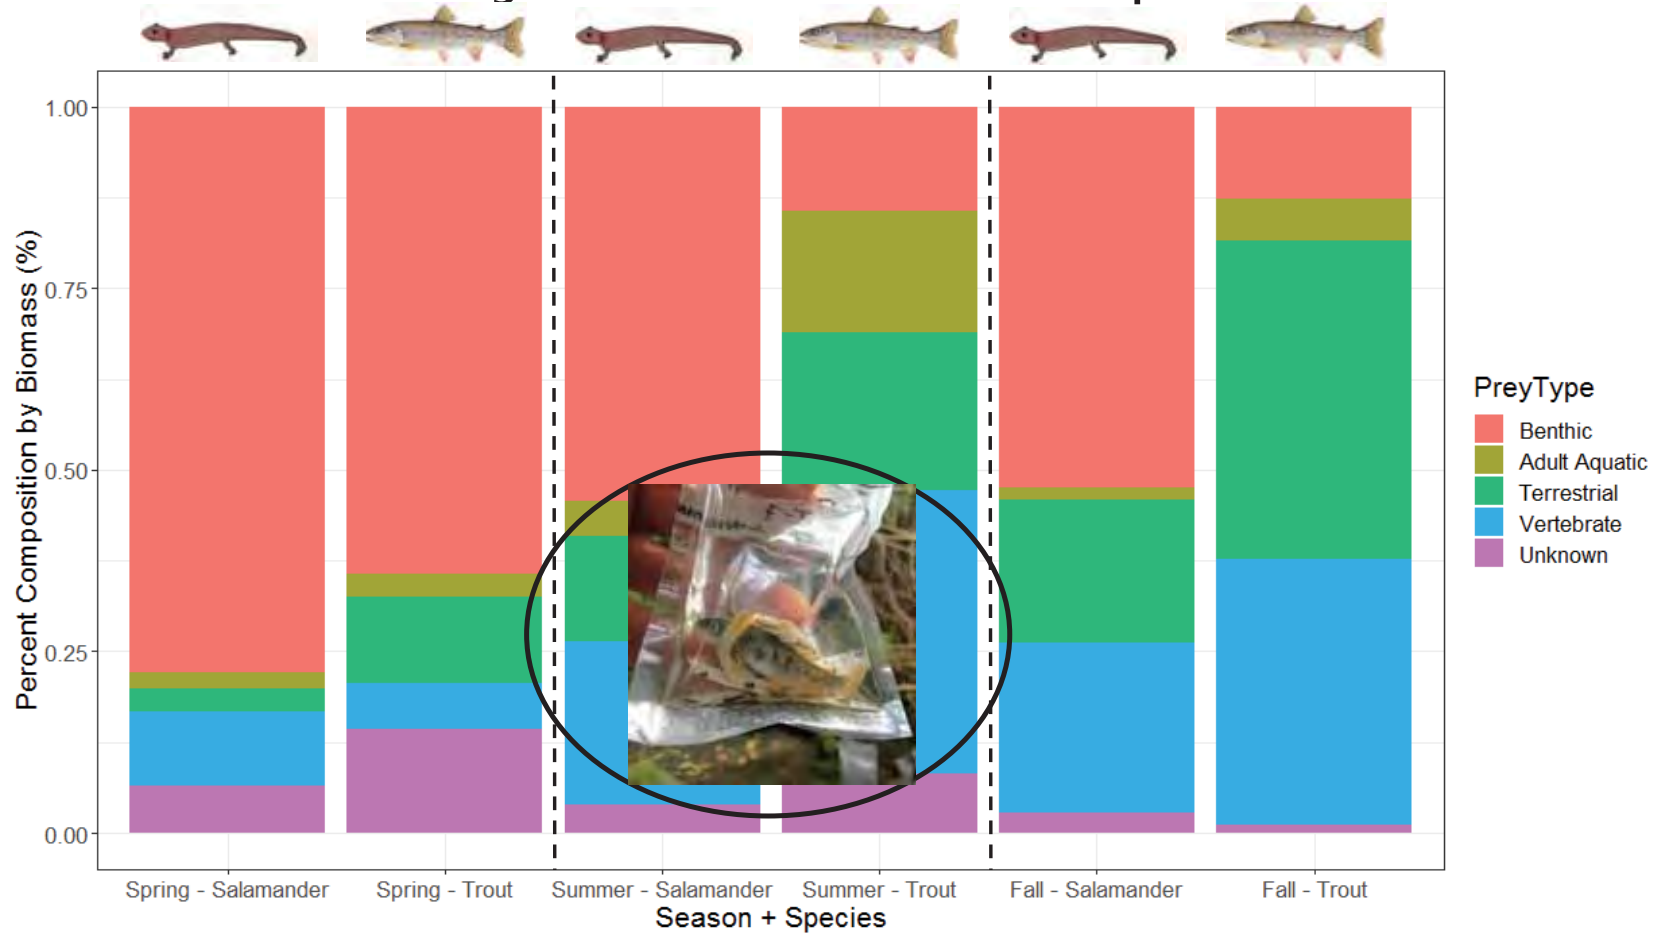 1.00
0.75
0.50
0.25
0.00
Percent Composition by Biomass (%)
Spring - Salamander
Spring - Trout
Summer - Salamander
Summer - Trout
Fall - Salamander
Fall - Trout
Season + Species
PreyType
Benthic
Adult Aquatic
Terrestrial
Vertebrate
Unknown